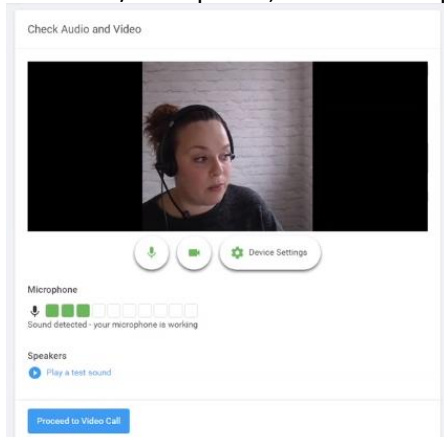 Check Audio and Video
Device Settings
Microphone
Sound detected - your microphone is working
Speakers
Play a test sound
Proceed to Video Call